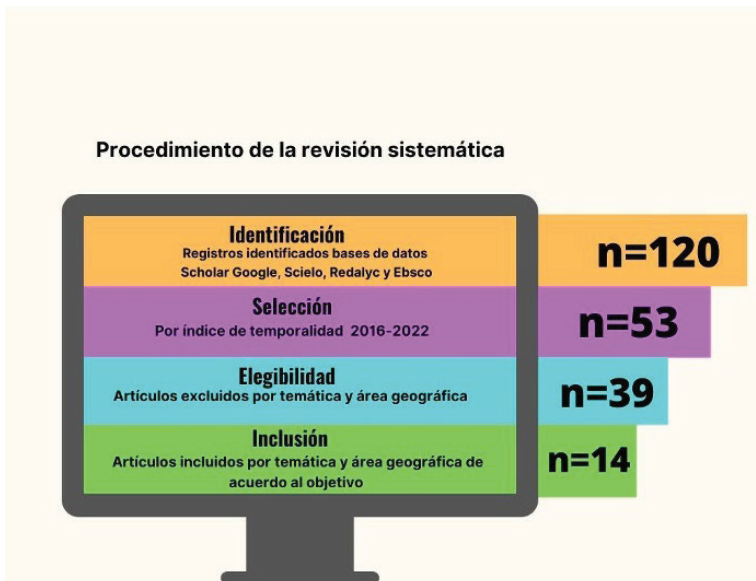 Procedimiento de la revisión sistemática
Identificación
Registros identificados bases de datos
Scholar Google, Scielo, Redalyc y Ebsco
n=120
Selección
Por índice de temporalidad 2016-2022
n=53
Elegibilidad
Artículos excluidos por temática y área geográfica
n=39
Inclusión
Artículos incluidos por temática y área geográfica de
acuerdo al objetivo
n=14